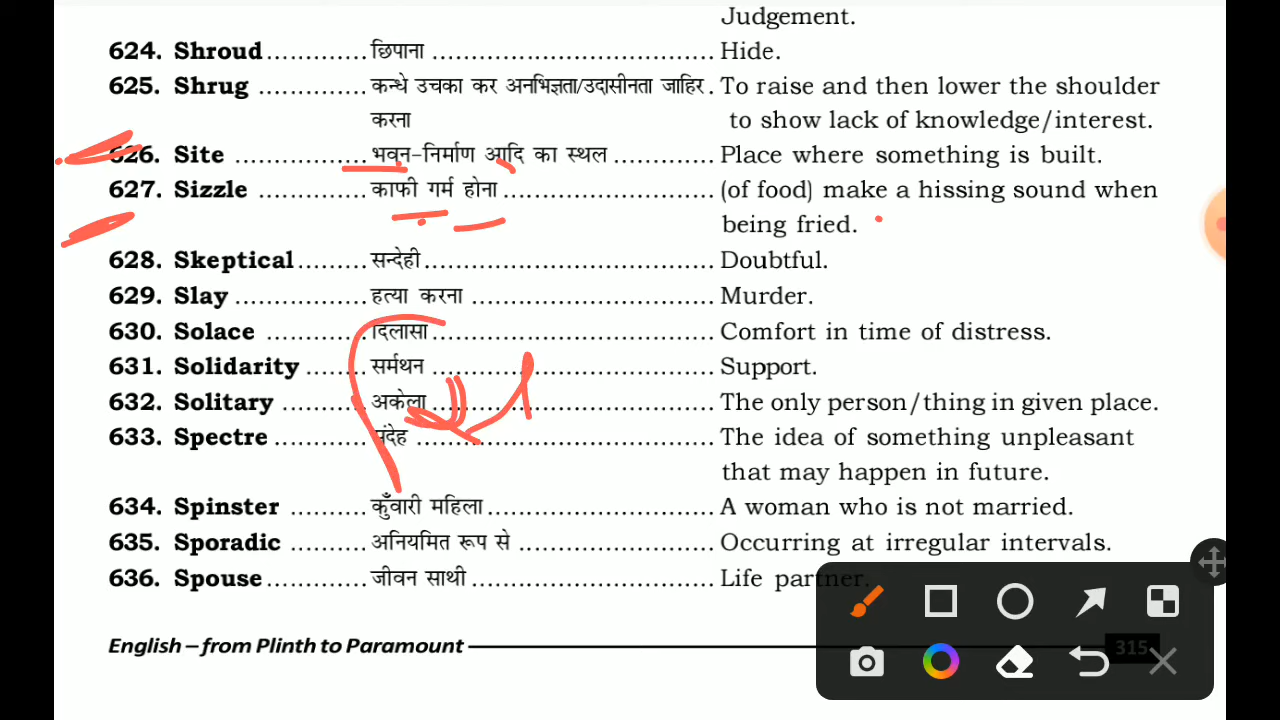 Judgement.
624. Shroud ............. छिपाना .................................. Hide.
625. Shrug .............. कन्धे उचका कर अनभिज्ञता/उदासीनता जाहिर . To raise and then lower the shoulder
करना to show lack of knowledge/interest.
626. Site ................. भवन-निर्माण आदि का स्थल ............ Place where something is built.
627. Sizzle ............... काफी गर्म होना ......................... (of food) make a hissing sound when
being fried.
628. Skeptical ......... सन्देही .................................. Doubtful.
629. Slay ................. हत्या करना ............................. Murder.
630. Solace ............. दिलासा .................................. Comfort in time of distress.
631. Solidarity ........ सर्मथन .................................. Support.
632. Solitary ........... अकेला .................................. The only person/thing in given place.
633. Spectre ............ संदेह .................................... The idea of something unpleasant
that may happen in future.
634. Spinster .......... कुँवारी महिला ........................... A woman who is not married.
635. Sporadic .......... अनियमित रूप से ........................ Occurring at irregular intervals.
636. Spouse ............. जीवन साथी ............................. Life partner.
English – from Plinth to Paramount 315